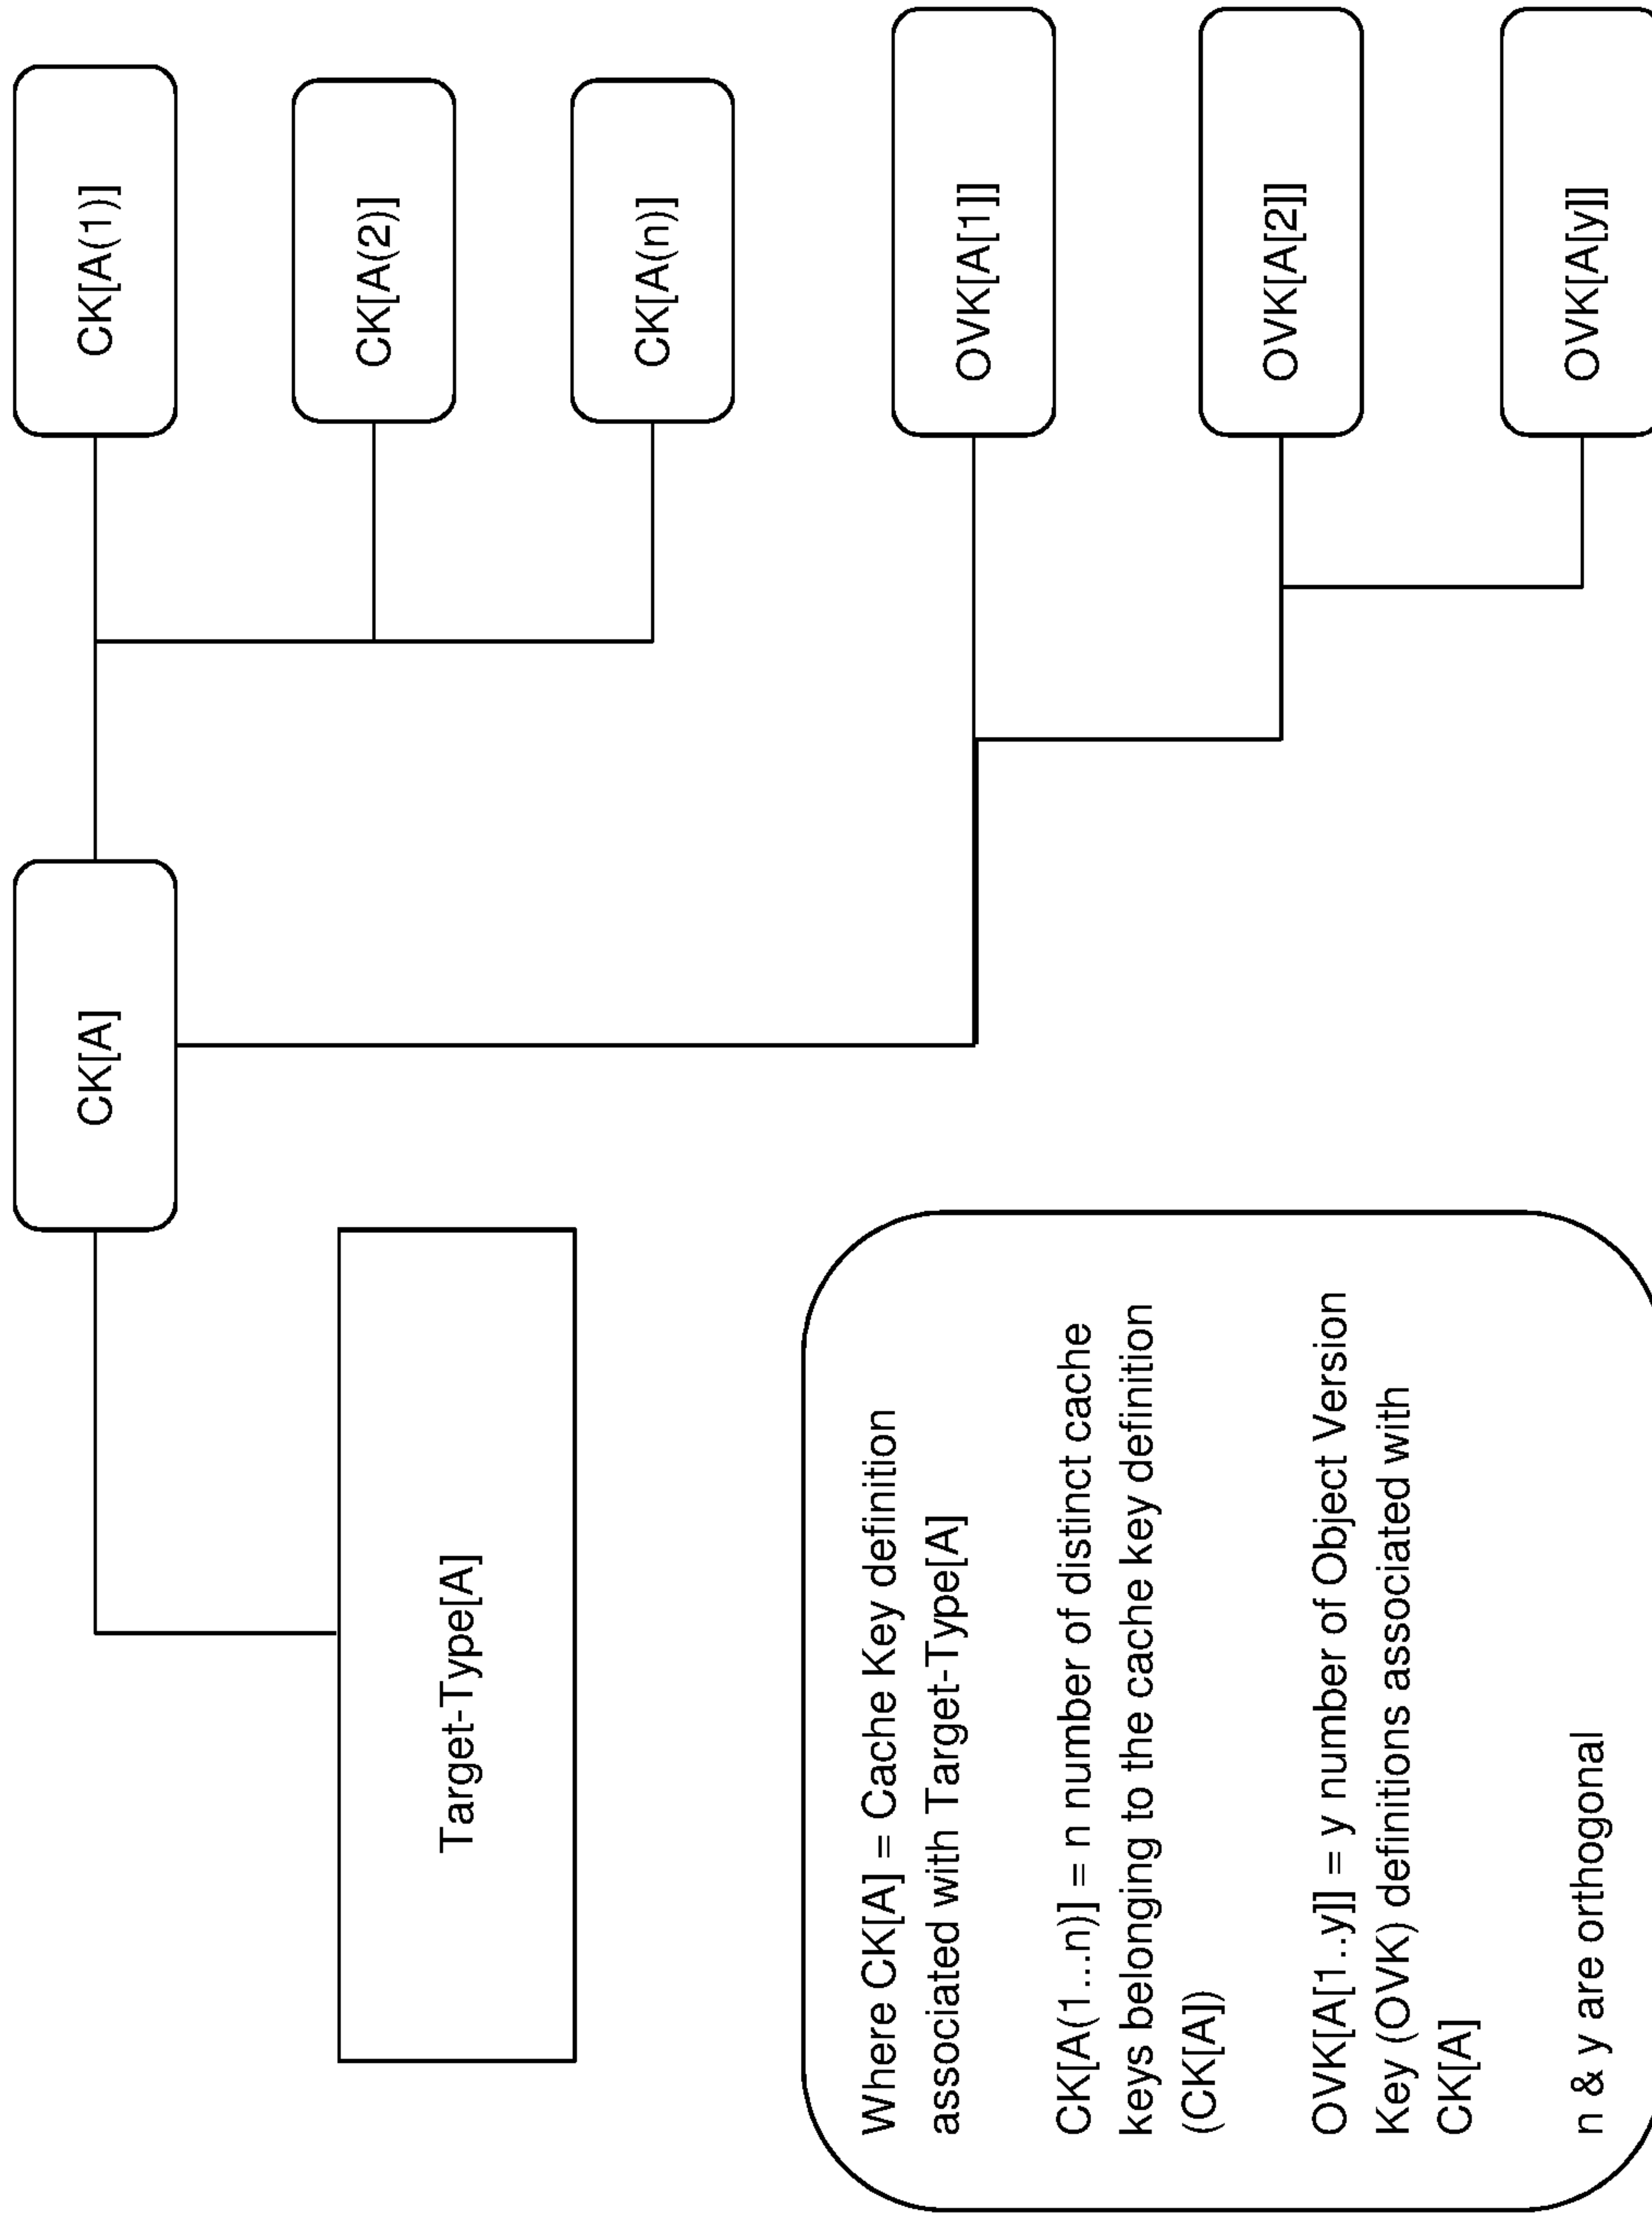 CK[A]
CK[A(1)]
CK[A(2)]
CK[A(n)]
Target-Type[A]
OVK[A[1]]
OVK[A[2]]
OVK[A[y]]
Where CK[A] = Cache Key definition
associated with Target-Type[A]
CK[A(1...n)] = n number of distinct cache
keys belonging to the cache key definition
(CK[A])
OVK[A[1..y]] = y number of Object Version
Key (OVK) definitions associated with
CK[A]
n & y are orthogonal